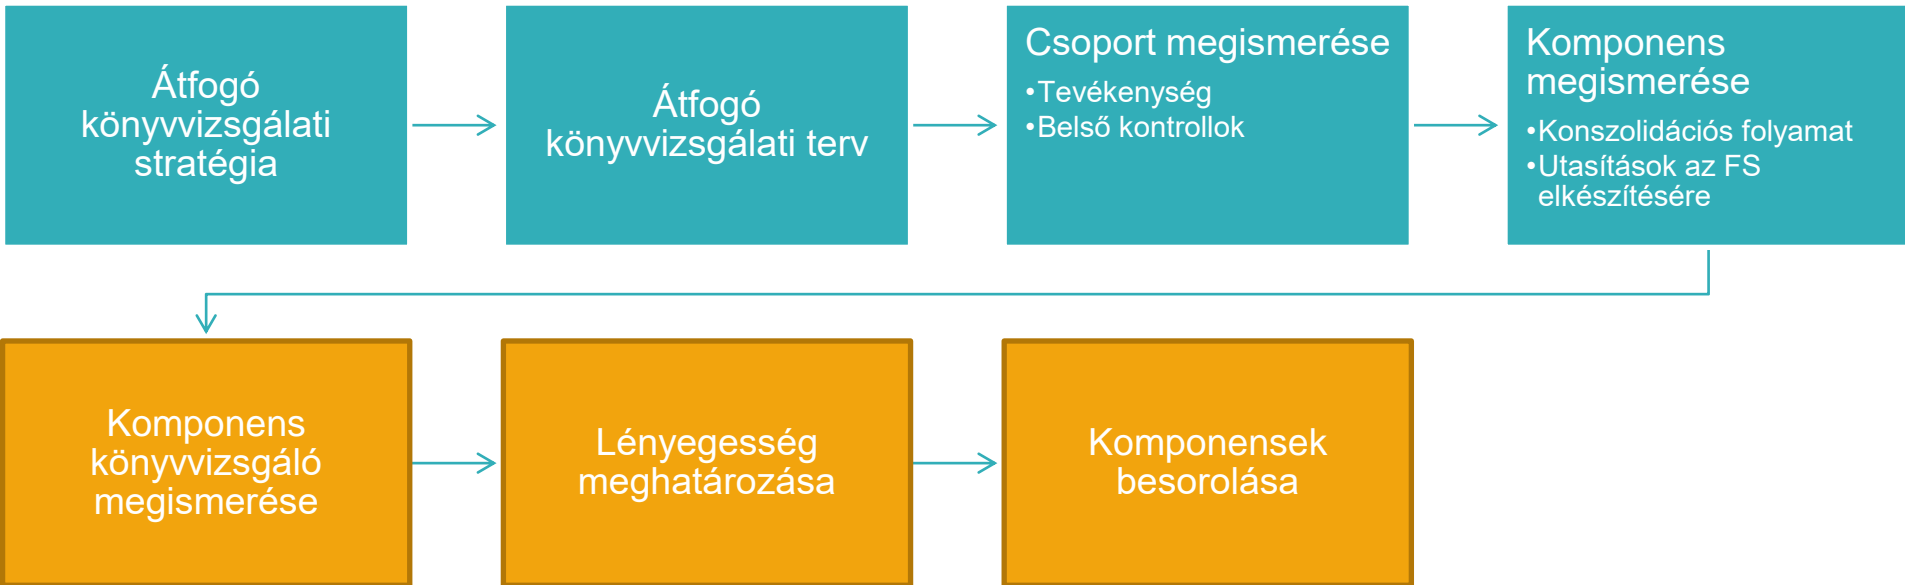 Átfogó
könyvvizsgálati
stratégia
Átfogó
könyvvizsgálati terv
Csoport megismerése
•Tevékenység
•Belső kontrollok
Komponens
megismerése
•Konszolidációs folyamat
•Utasítások az FS
elkészítésére
Komponens
könyvvizsgáló
megismerése
Lényegesség
meghatározása
Komponensek
besorolása